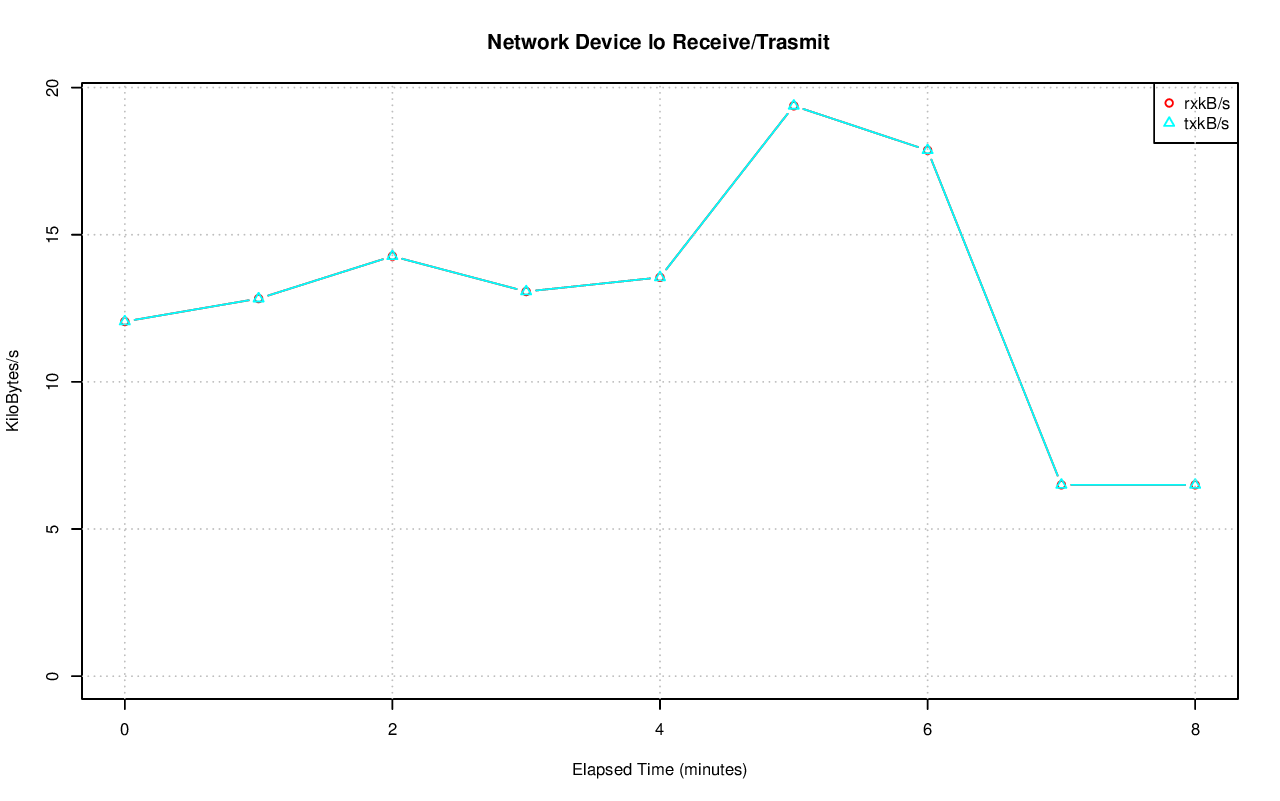 Network Device lo Receive/Trasmit
rxkB/s
txkB/s
KiloBytes/s
20
15
10
5
0
0 2 4 6 8
Elapsed Time (minutes)